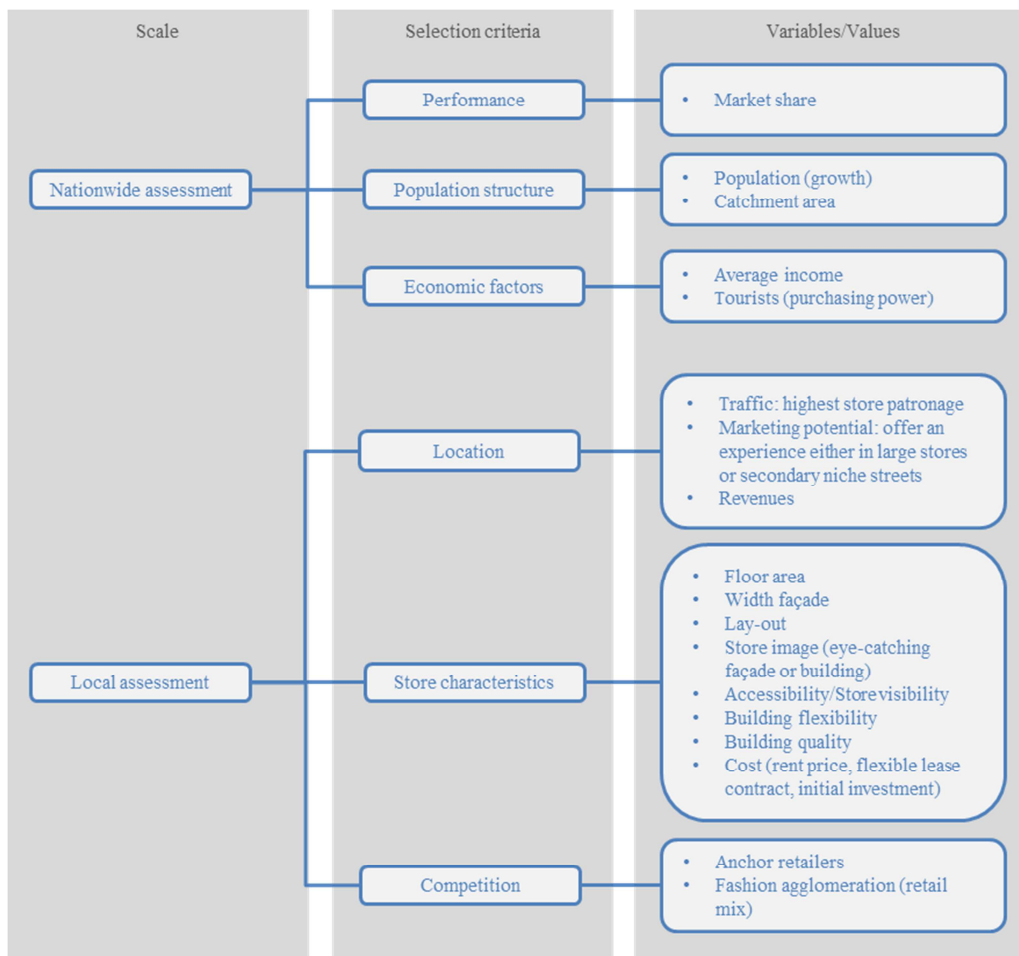 Scale
Selection criteria
Variables/Values
Nationwide assessment
Performance
• Market share
Population structure
• Population (growth)
• Catchment area
Economic factors
• Average income
• Tourists (purchasing power)
Local assessment
Location
• Traffic: highest store patronage
• Marketing potential: offer an
experience either in large stores
or secondary niche streets
• Revenues
Store characteristics
• Floor area
• Width façade
• Lay-out
• Store image (eye-catching
façade or building)
• Accessibility/Store visibility
• Building flexibility
• Building quality
• Cost (rent price, flexible lease
contract, initial investment)
Competition
• Anchor retailers
• Fashion agglomeration (retail
mix)